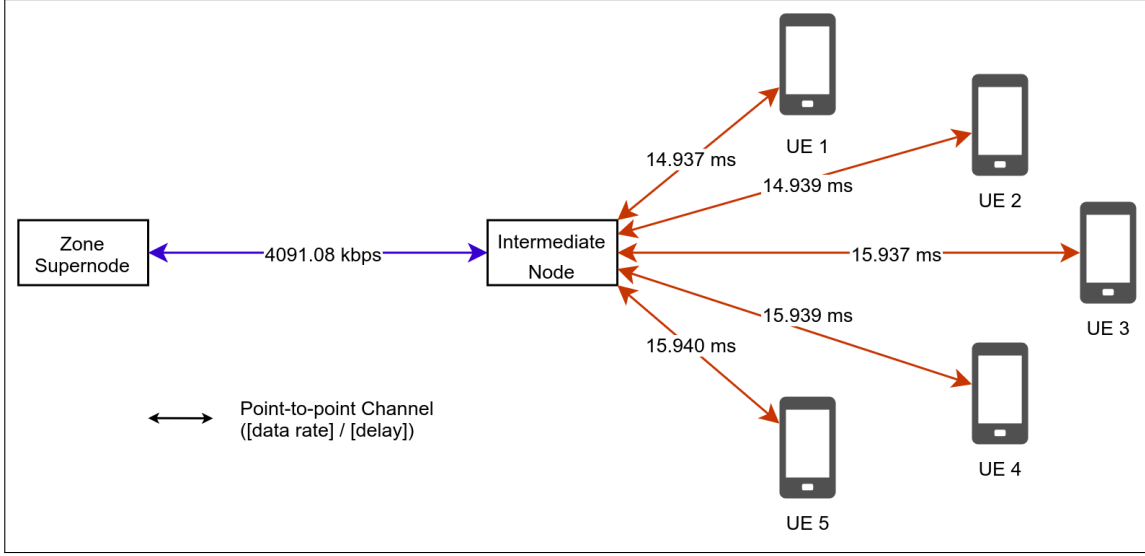 UE 1
14.937 ms
14.939 ms
UE 2
Zone
Supernode
4091.08 kbps
Intermediate
Node
15.937 ms
UE 3
15.939 ms
15.940 ms
Point-to-point Channel
([data rate] / [delay])
UE 4
UE 5